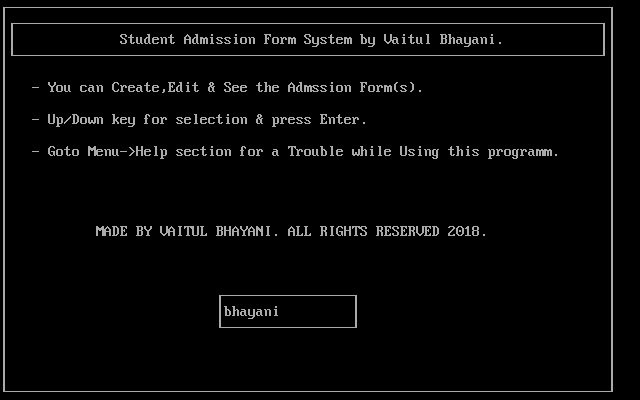 Student Admission Form System by Vaitul Bhayani.
- You can Create,Edit & See the Admssion Form(s).
- Up/Down key for selection & press Enter.
- Goto Menu->Help section for a Trouble while Using this programm.
MADE BY VAITUL BHAYANI. ALL RIGHTS RESERVED 2018.
bhayani